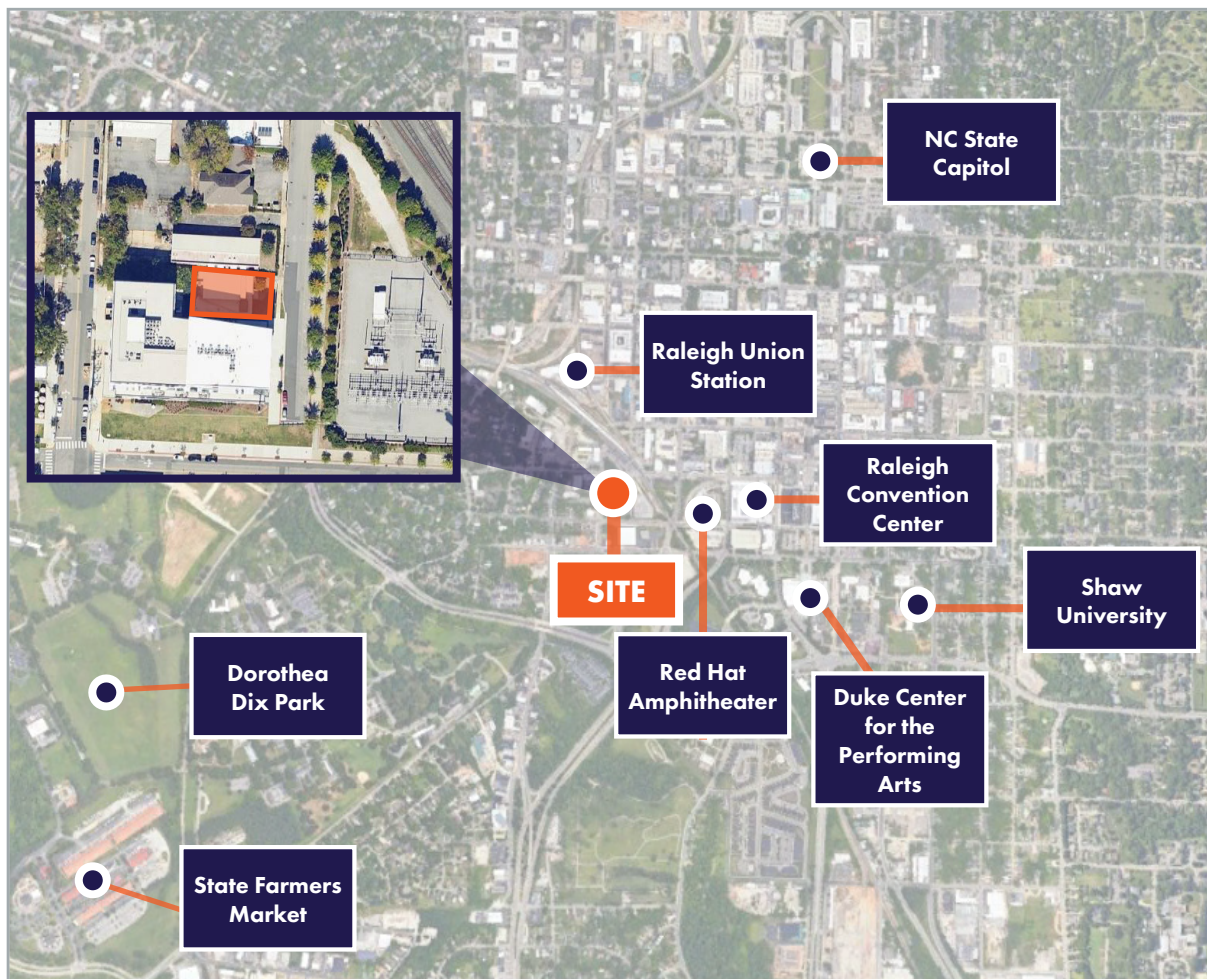 NC State
Capitol
Raleigh Union
Station
Raleigh
Convention
Center
SITE
Shaw
University
Dorothea
Dix Park
Red Hat
Amphitheater
Duke Center
for the
Performing
Arts
State Farmers
Market